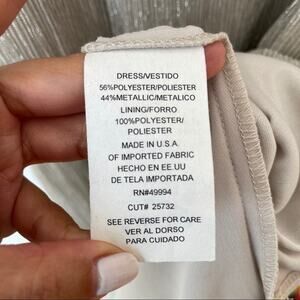 DRESS/VESTIDO
56%POLYESTER/POLIESTER
44%METALLIC/METALICO
LINING/FORRO
100%POLYESTER/
POLIESTER
MADE IN U.S.A.
OF IMPORTED FABRIC
HECHO EN EE.UU
DE TELA IMPORTADA
RN#49994
CUT# 25732
SEE REVERSE FOR CARE
VER AL DORSO
PARA CUIDADO